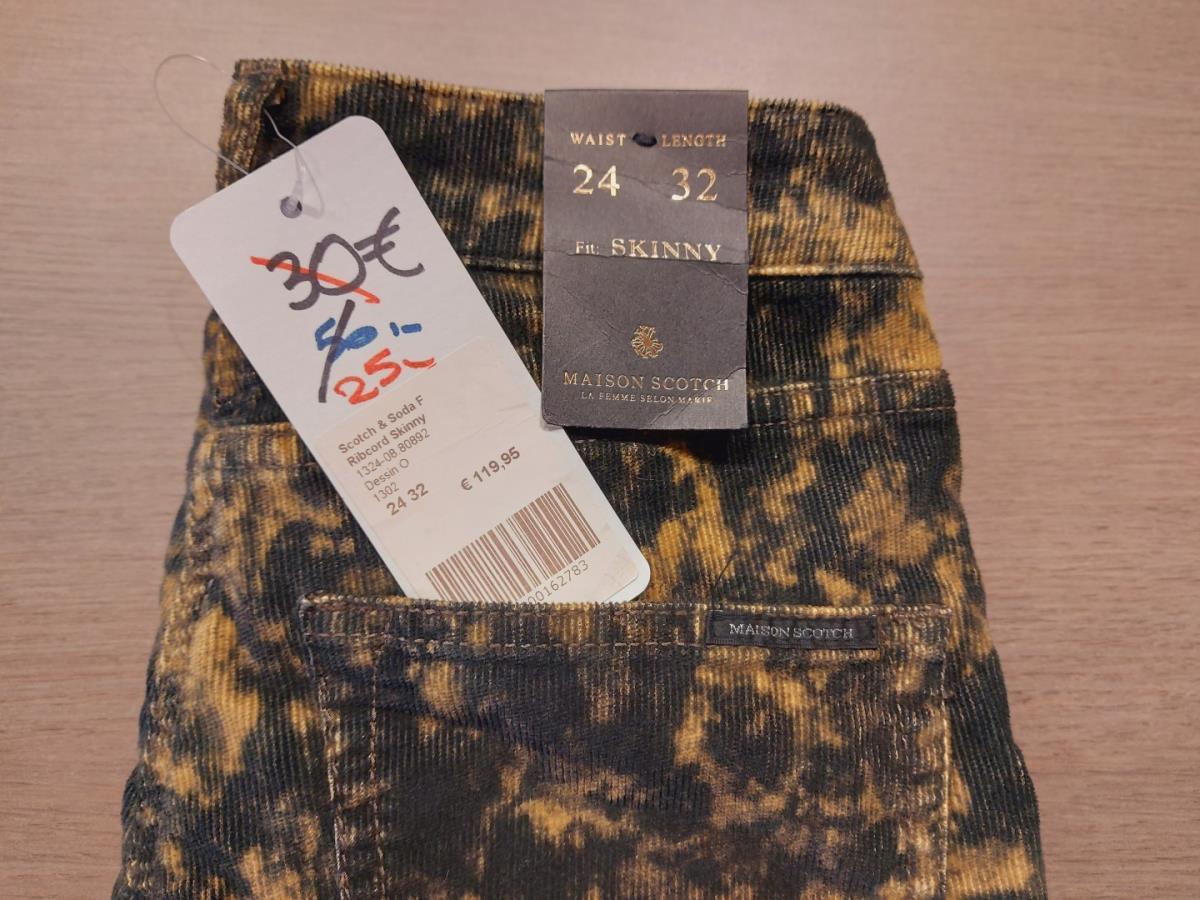 30€
50,-
25,-
Scotch & Soda F
Ribcord Skinny
1324-08.80892
Dessin O
1302
24 32 € 119,95
00162783
WAIST LENGTH
24 32
Fit: SKINNY
MAISON SCOTCH
LA FEMME SELON MARIE
MAISON SCOTCH